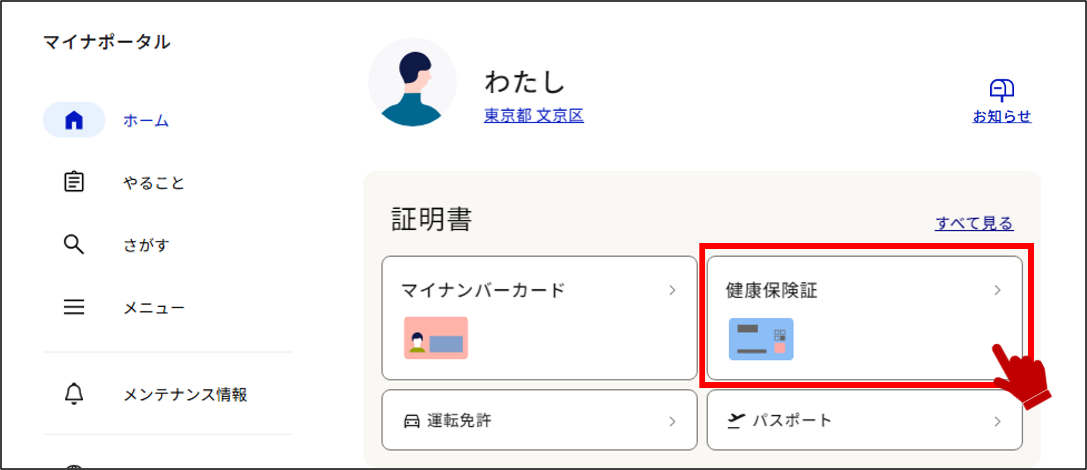 マイナポータル
ホーム
やること
さがす
メニュー
メンテナンス情報
わたし
東京都 文京区
お知らせ
証明書
すべて見る
マイナンバーカード
健康保険証
運転免許
パスポート